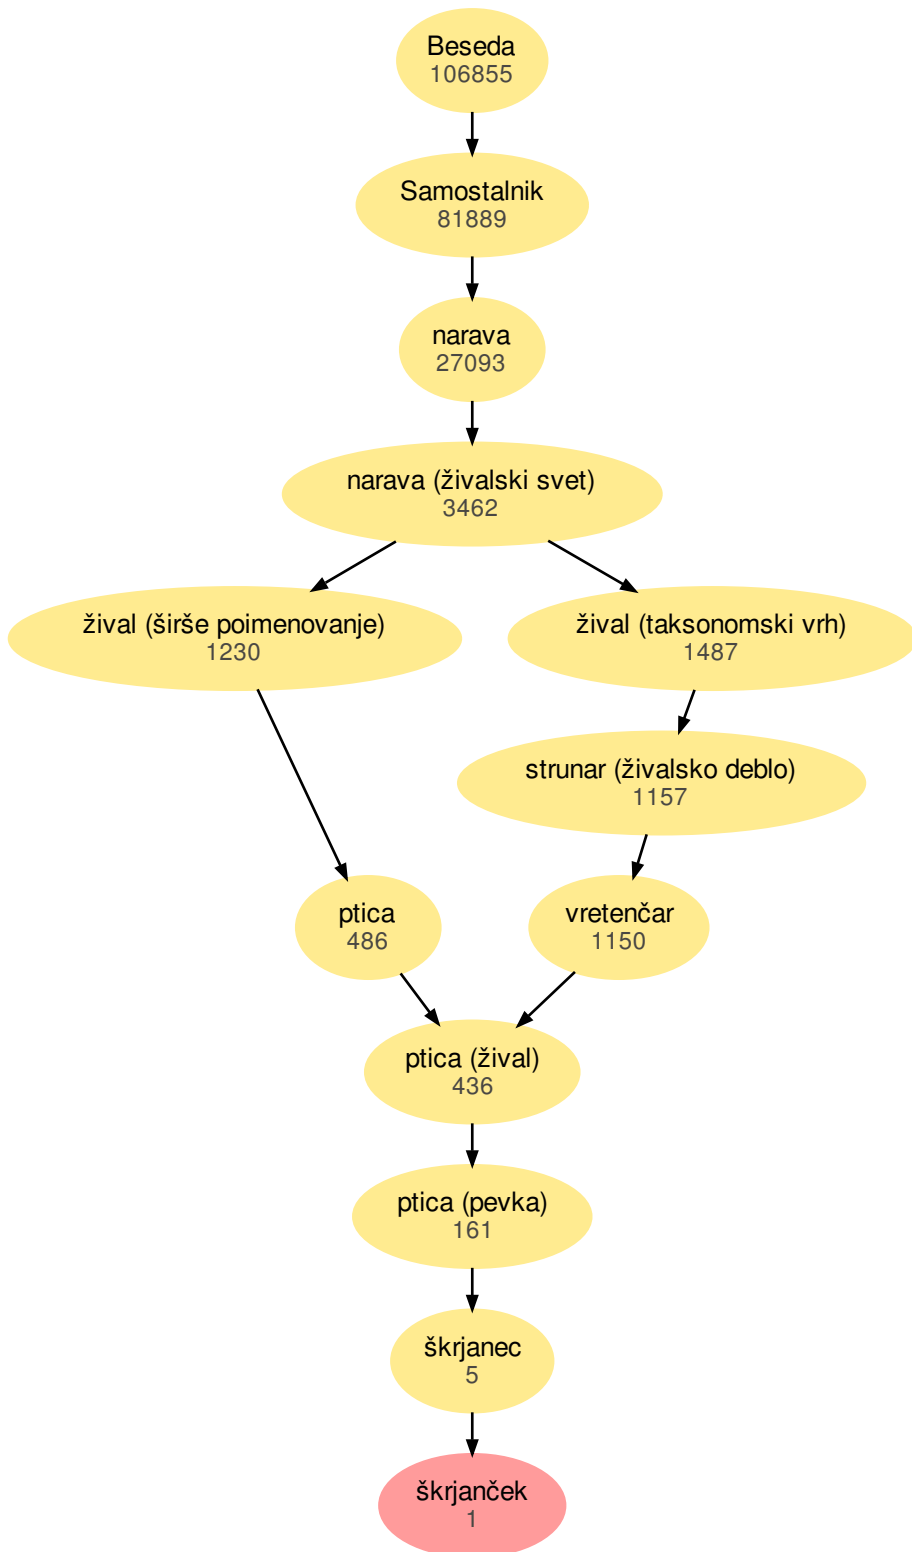 Beseda
106855
Samostalnik
81889
narava
27093
narava (živalski svet)
3462
žival (širše poimenovanje)
1230
žival (taksonomski vrh)
1487
strunar (živalsko deblo)
1157
ptica
486
vretenčar
1150
ptica (žival)
436
ptica (pevka)
161
škrjanec
5
škrjanček
1